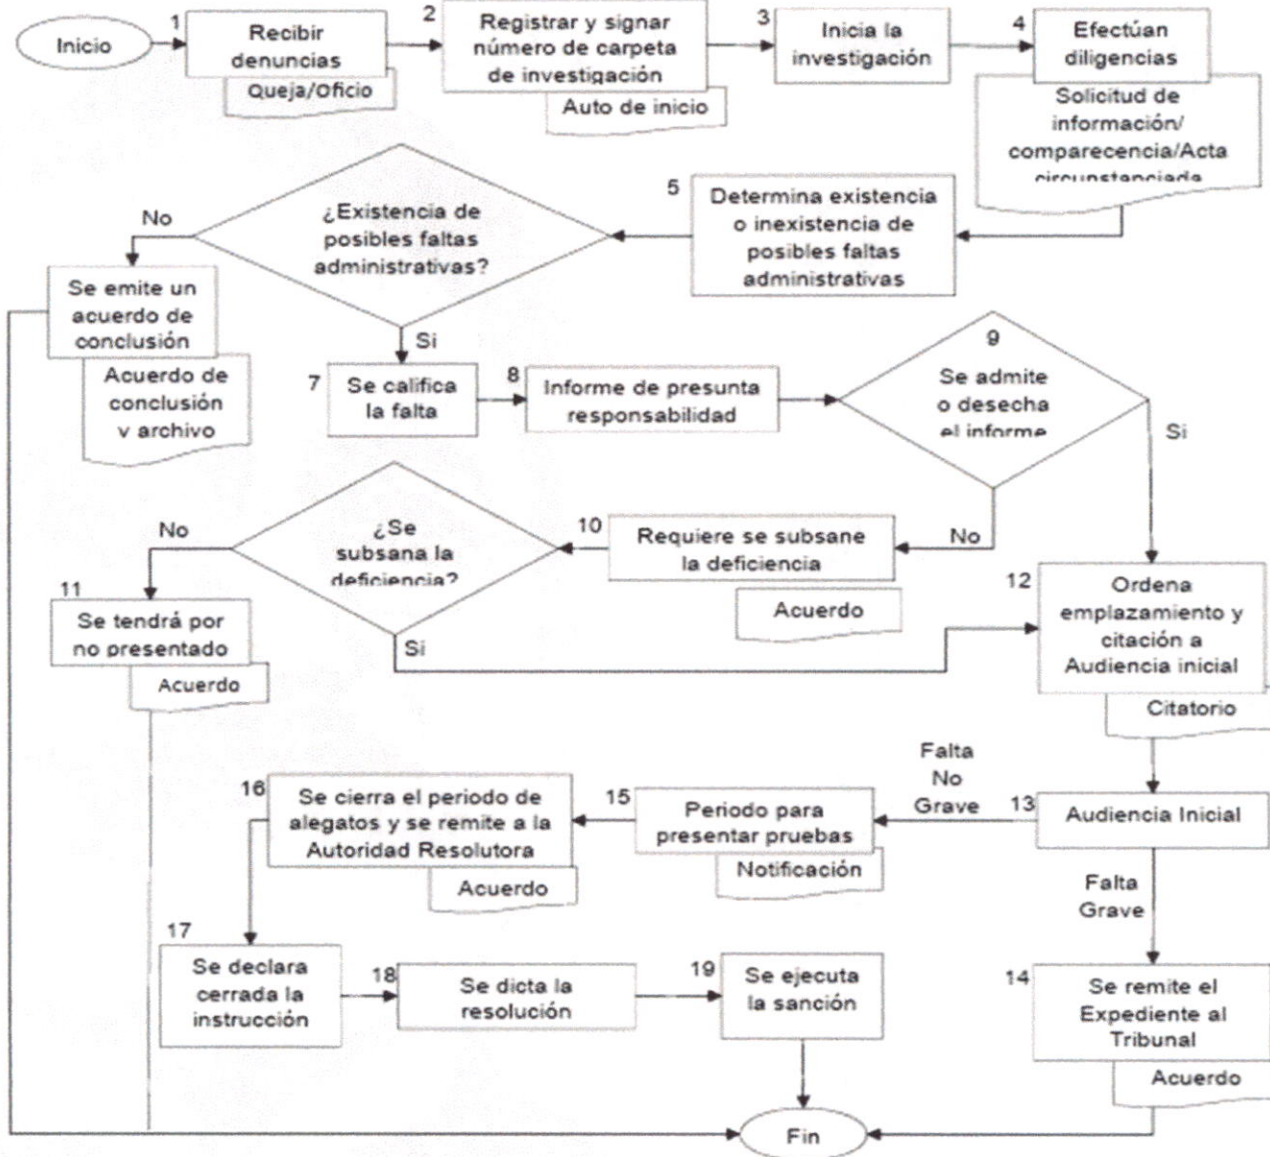 Inicio
1
Recibir
denuncias
Queja/Oficio
2
Registrar y signar
número de carpeta
de investigación
Auto de inicio
3
Inicia la
investigación
4
Efectúan
diligencias
Solicitud de
información/
comparecencia/Acta
circunstanciada
5
Determina existencia
o inexistencia de
posibles faltas
administrativas
¿Existencia de
posibles faltas
administrativas?
No
Se emite un
acuerdo de
conclusión
Acuerdo de
conclusión
y archivo
Si
7
Se califica
la falta
8
Informe de presunta
responsabilidad
9
Se admite
o desecha
el informe
Si
No
10
Requiere se subsane
la deficiencia
Acuerdo
¿Se
subsana la
deficiencia?
No
11
Se tendrá por
no presentado
Acuerdo
Si
12
Ordena
emplazamiento y
citación a
Audiencia inicial
Citatorio
13
Audiencia Inicial
Falta
No
Grave
15
Periodo para
presentar pruebas
Notificación
16
Se cierra el periodo de
alegatos y se remite a la
Autoridad Resolutora
Acuerdo
Falta
Grave
14
Se remite el
Expediente al
Tribunal
Acuerdo
17
Se declara
cerrada la
instrucción
18
Se dicta la
resolución
19
Se ejecuta
la sanción
Fin